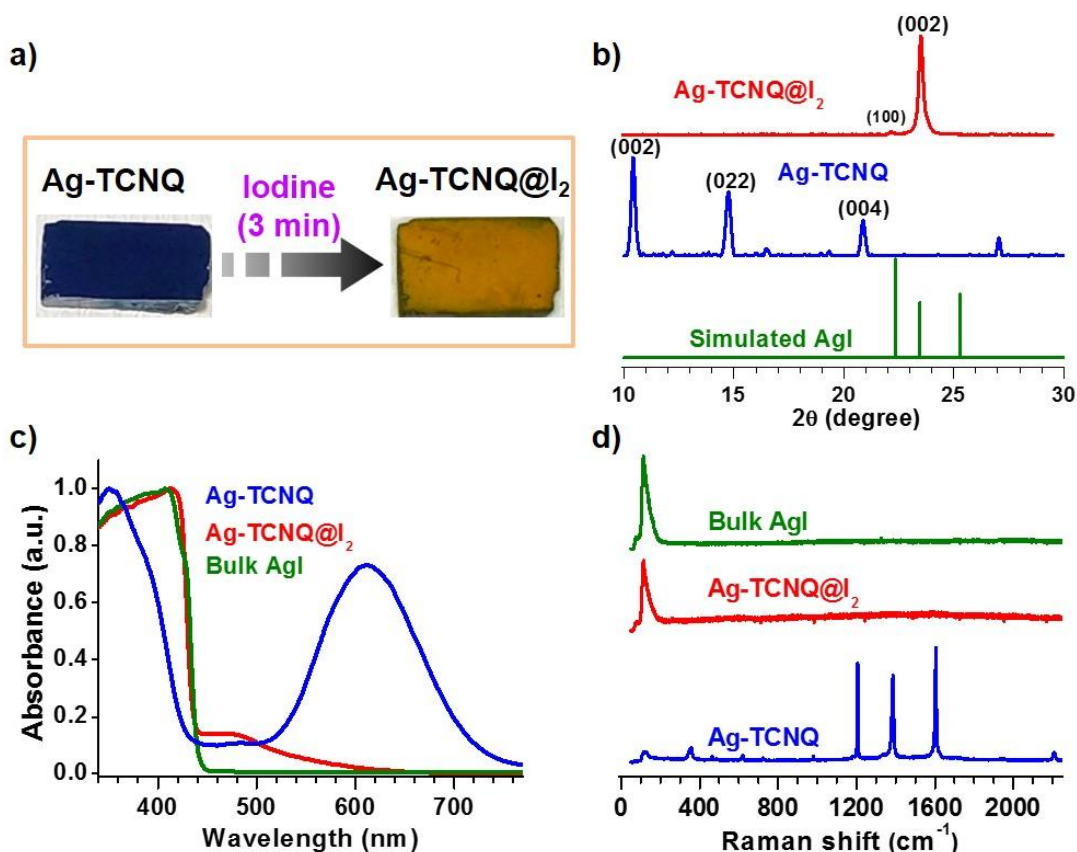 a)
Ag-TCNQ
Iodine
(3 min)
Ag-TCNQ@I₂
b)
(002)
Ag-TCNQ@I₂
(100)
(002)
Ag-TCNQ
(022)
(004)
Simulated AgI
10 15 20 25 30
2θ (degree)
c)
1.0
0.8
0.6
0.4
0.2
0.0
Absorbance (a.u.)
Ag-TCNQ
Ag-TCNQ@I₂
Bulk AgI
400 500 600 700
Wavelength (nm)
d)
Bulk AgI
Ag-TCNQ@I₂
Ag-TCNQ
0 400 800 1200 1600 2000
Raman shift (cm⁻¹)